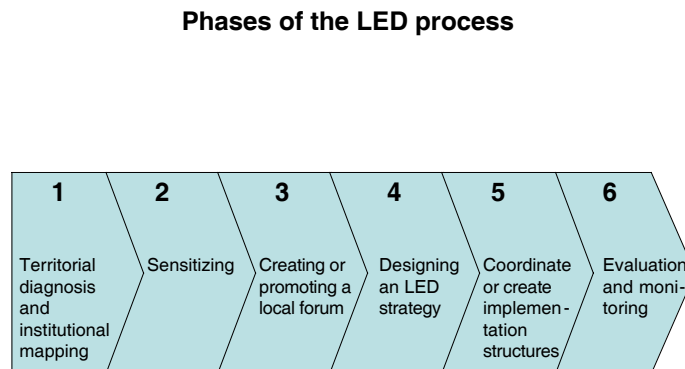 Phases of the LED process
1
2
3
4
5
6
Territorial
diagnosis
and
institutional
mapping
Sensitizing
Creating or
promoting a
local forum
Designing
an LED
strategy
Coordinate
or create
implemen-
tation
structures
Evaluation
and moni-
toring